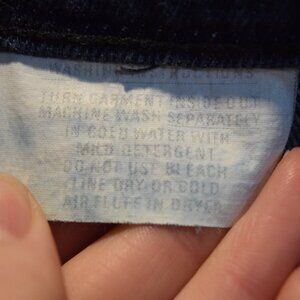 WASHING INSTRUCTIONS
TURN GARMENT INSIDE OUT
MACHINE WASH SEPARATELY
IN COLD WATER WITH
MILD DETERGENT
DO NOT USE BLEACH
LINE DRY OR COLD
AIR FLUFF IN DRYER